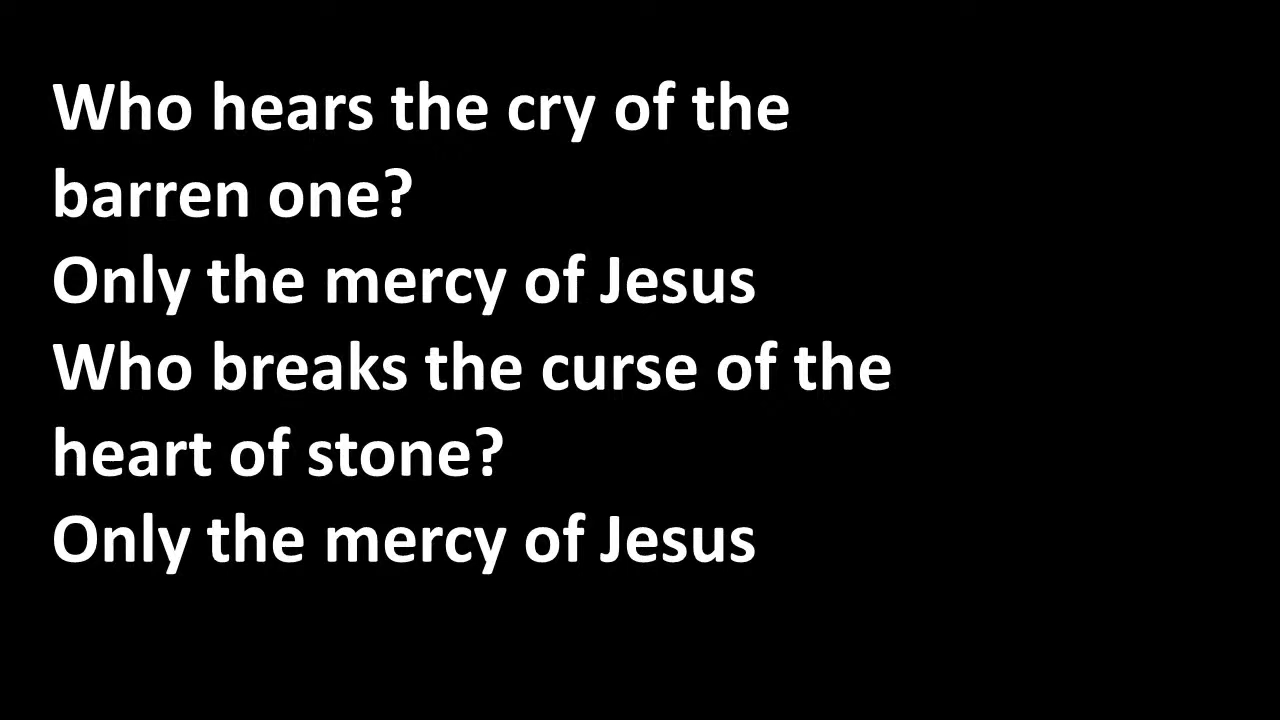 Who hears the cry of the
barren one?
Only the mercy of Jesus
Who breaks the curse of the
heart of stone?
Only the mercy of Jesus